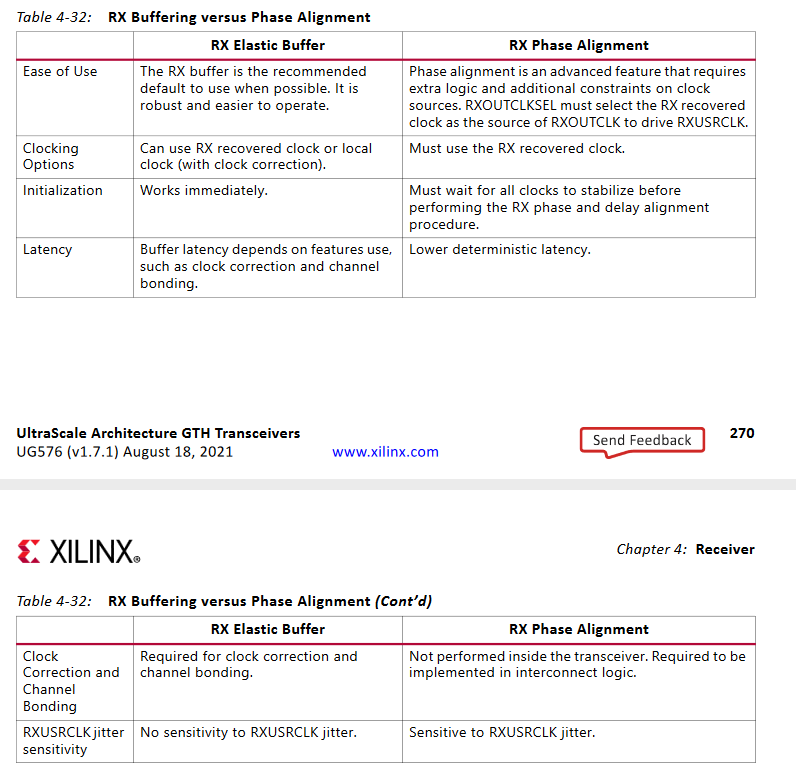 Table 4-32: RX Buffering versus Phase Alignment
RX Elastic Buffer RX Phase Alignment
Ease of Use
The RX buffer is the recommended
default to use when possible. It is
robust and easier to operate.
Phase alignment is an advanced feature that requires
extra logic and additional constraints on clock
sources. RXOUTCLKSEL must select the RX recovered
clock as the source of RXOUTCLK to drive RXUSRCLK.
Clocking
Options
Can use RX recovered clock or local
clock (with clock correction).
Must use the RX recovered clock.
Initialization
Works immediately.
Must wait for all clocks to stabilize before
performing the RX phase and delay alignment
procedure.
Latency
Buffer latency depends on features use,
such as clock correction and channel
bonding.
Lower deterministic latency.
UltraScale Architecture GTH Transceivers
UG576 (v1.7.1) August 18, 2021
www.xilinx.com
Send Feedback
270
XILINX®
Chapter 4: Receiver
Table 4-32: RX Buffering versus Phase Alignment (Cont’d)
RX Elastic Buffer RX Phase Alignment
Clock
Correction and
Channel
Bonding
Required for clock correction and
channel bonding.
Not performed inside the transceiver. Required to be
implemented in interconnect logic.
RXUSRCLK jitter
sensitivity
No sensitivity to RXUSRCLK jitter.
Sensitive to RXUSRCLK jitter.